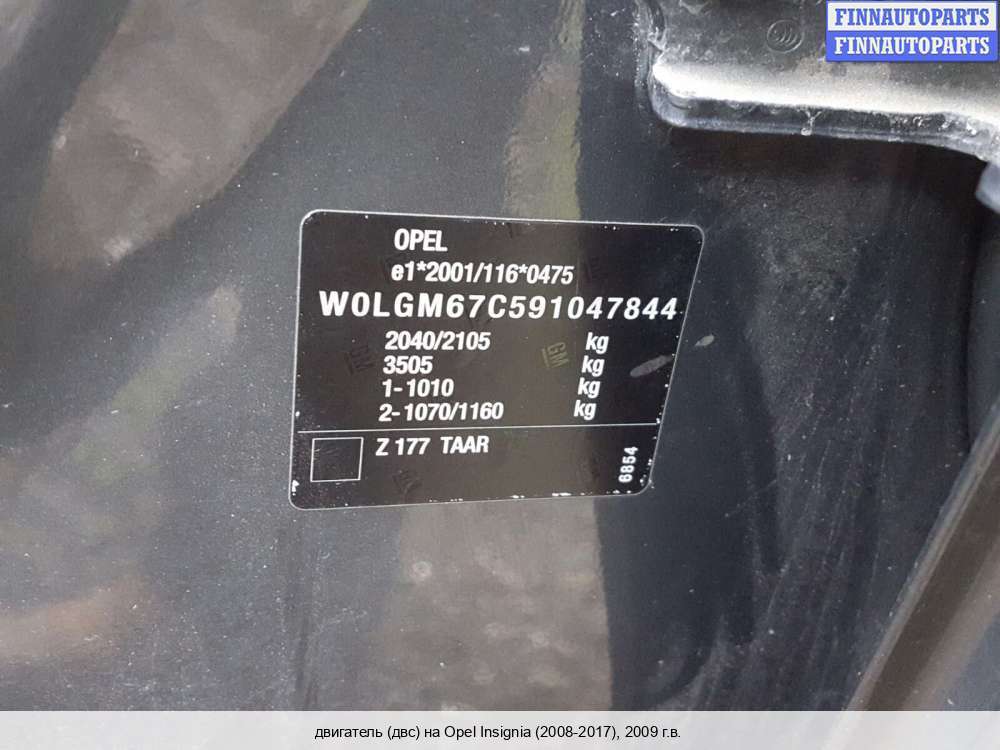 FINNAUTOPARTS
FINNAUTOPARTS
OPEL
e1*2001/116*0475
W0LGM67C591047844
2040/2105 kg
3505 kg
1-1010 kg
2-1070/1160 kg
GM
Z 177 TAAR
6854
двигатель (двс) на Opel Insignia (2008-2017), 2009 г.в.